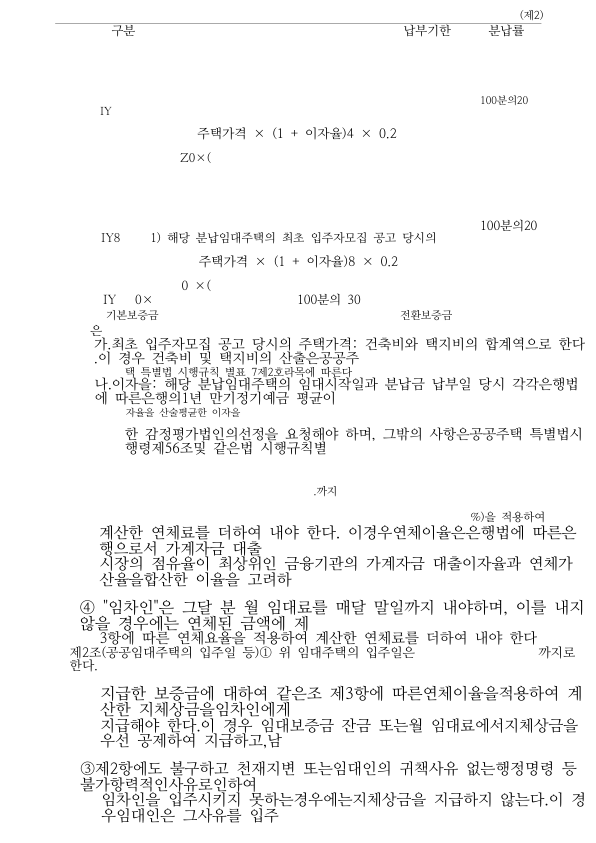 (제2)
구분 납부기한 분납률
100분의20
IY
주택가격 × (1 + 이자율)4 × 0.2
Z0×(
100분의20
IY8 1) 해당 분납임대주택의 최초 입주자모집 공고 당시의
주택가격 × (1 + 이자율)8 × 0.2
0 ×(
IY 0× 100분의 30
기본보증금 전환보증금
은
가.최초 입주자모집 공고 당시의 주택가격: 건축비와 택지비의 합계역으로 한다
.이 경우 건축비 및 택지비의 산출은공공주
택 특별법 시행규칙 별표 7제2호라목에 따른다
나.이자율: 해당 분납임대주택의 임대시작일과 분납금 납부일 당시 각각은행법
에 따른은행의1년 만기정기예금 평균이
자율을 산술평균한 이자율
한 감정평가법인의선정을 요청해야 하며, 그밖의 사항은공공주택 특별법시
행령제56조및 같은법 시행규칙별
.까지
%)을 적용하여
계산한 연체료를 더하여 내야 한다. 이경우연체이율은은행법에 따른은
행으로서 가계자금 대출
시장의 점유율이 최상위인 금융기관의 가계자금 대출이자율과 연체가
산율을합산한 이율을 고려하
④ "임차인"은 그달 분 월 임대료를 매달 말일까지 내야하며, 이를 내지
않을 경우에는 연체된 금액에 제
3항에 따른 연체요율을 적용하여 계산한 연체료를 더하여 내야 한다
제2조(공공임대주택의 입주일 등)① 위 임대주택의 입주일은 까지로
한다.
지급한 보증금에 대하여 같은조 제3항에 따른연체이율을적용하여 계
산한 지체상금을임차인에게
지급해야 한다.이 경우 임대보증금 잔금 또는월 임대료에서지체상금을
우선 공제하여 지급하고,남
③제2항에도 불구하고 천재지변 또는임대인의 귀책사유 없는행정명령 등
불가항력적인사유로인하여
임차인을 입주시키지 못하는경우에는지체상금을 지급하지 않는다.이 경
우임대인은 그사유를 입주